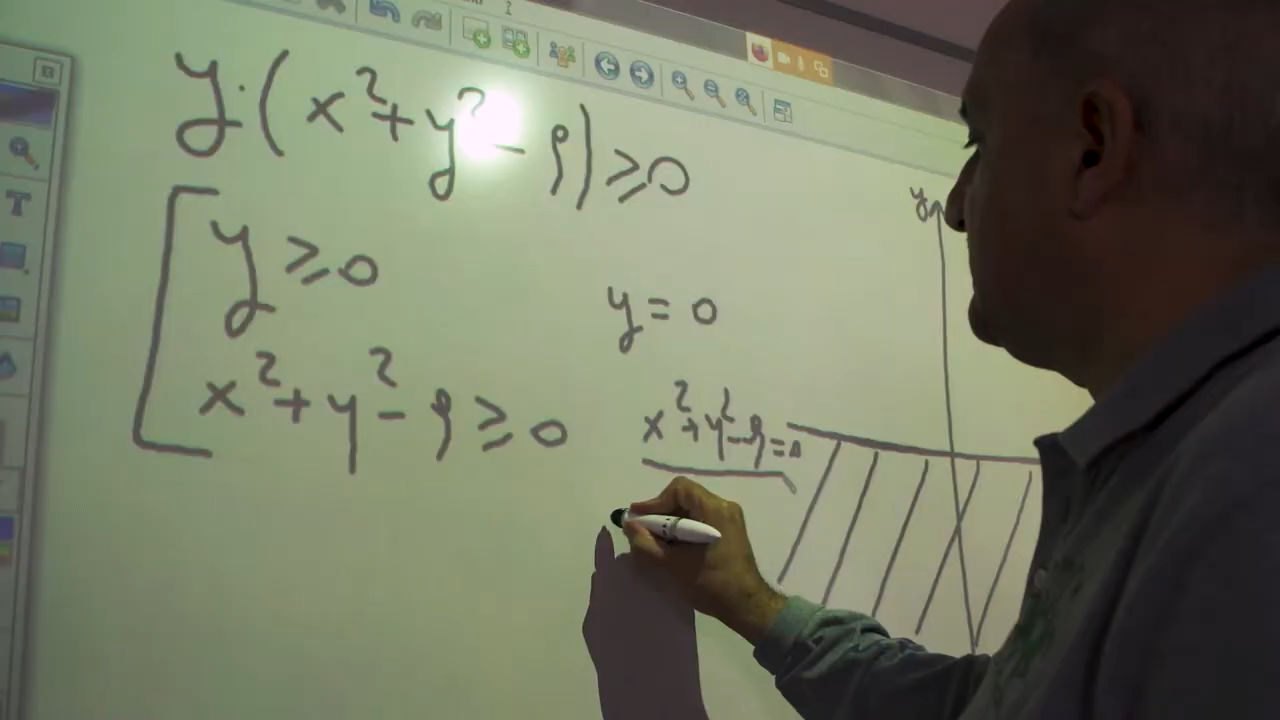 y·(x²+y²-9)≥0
y≥0
x²+y²-9≥0
y=0
x²+y²-9=0
y